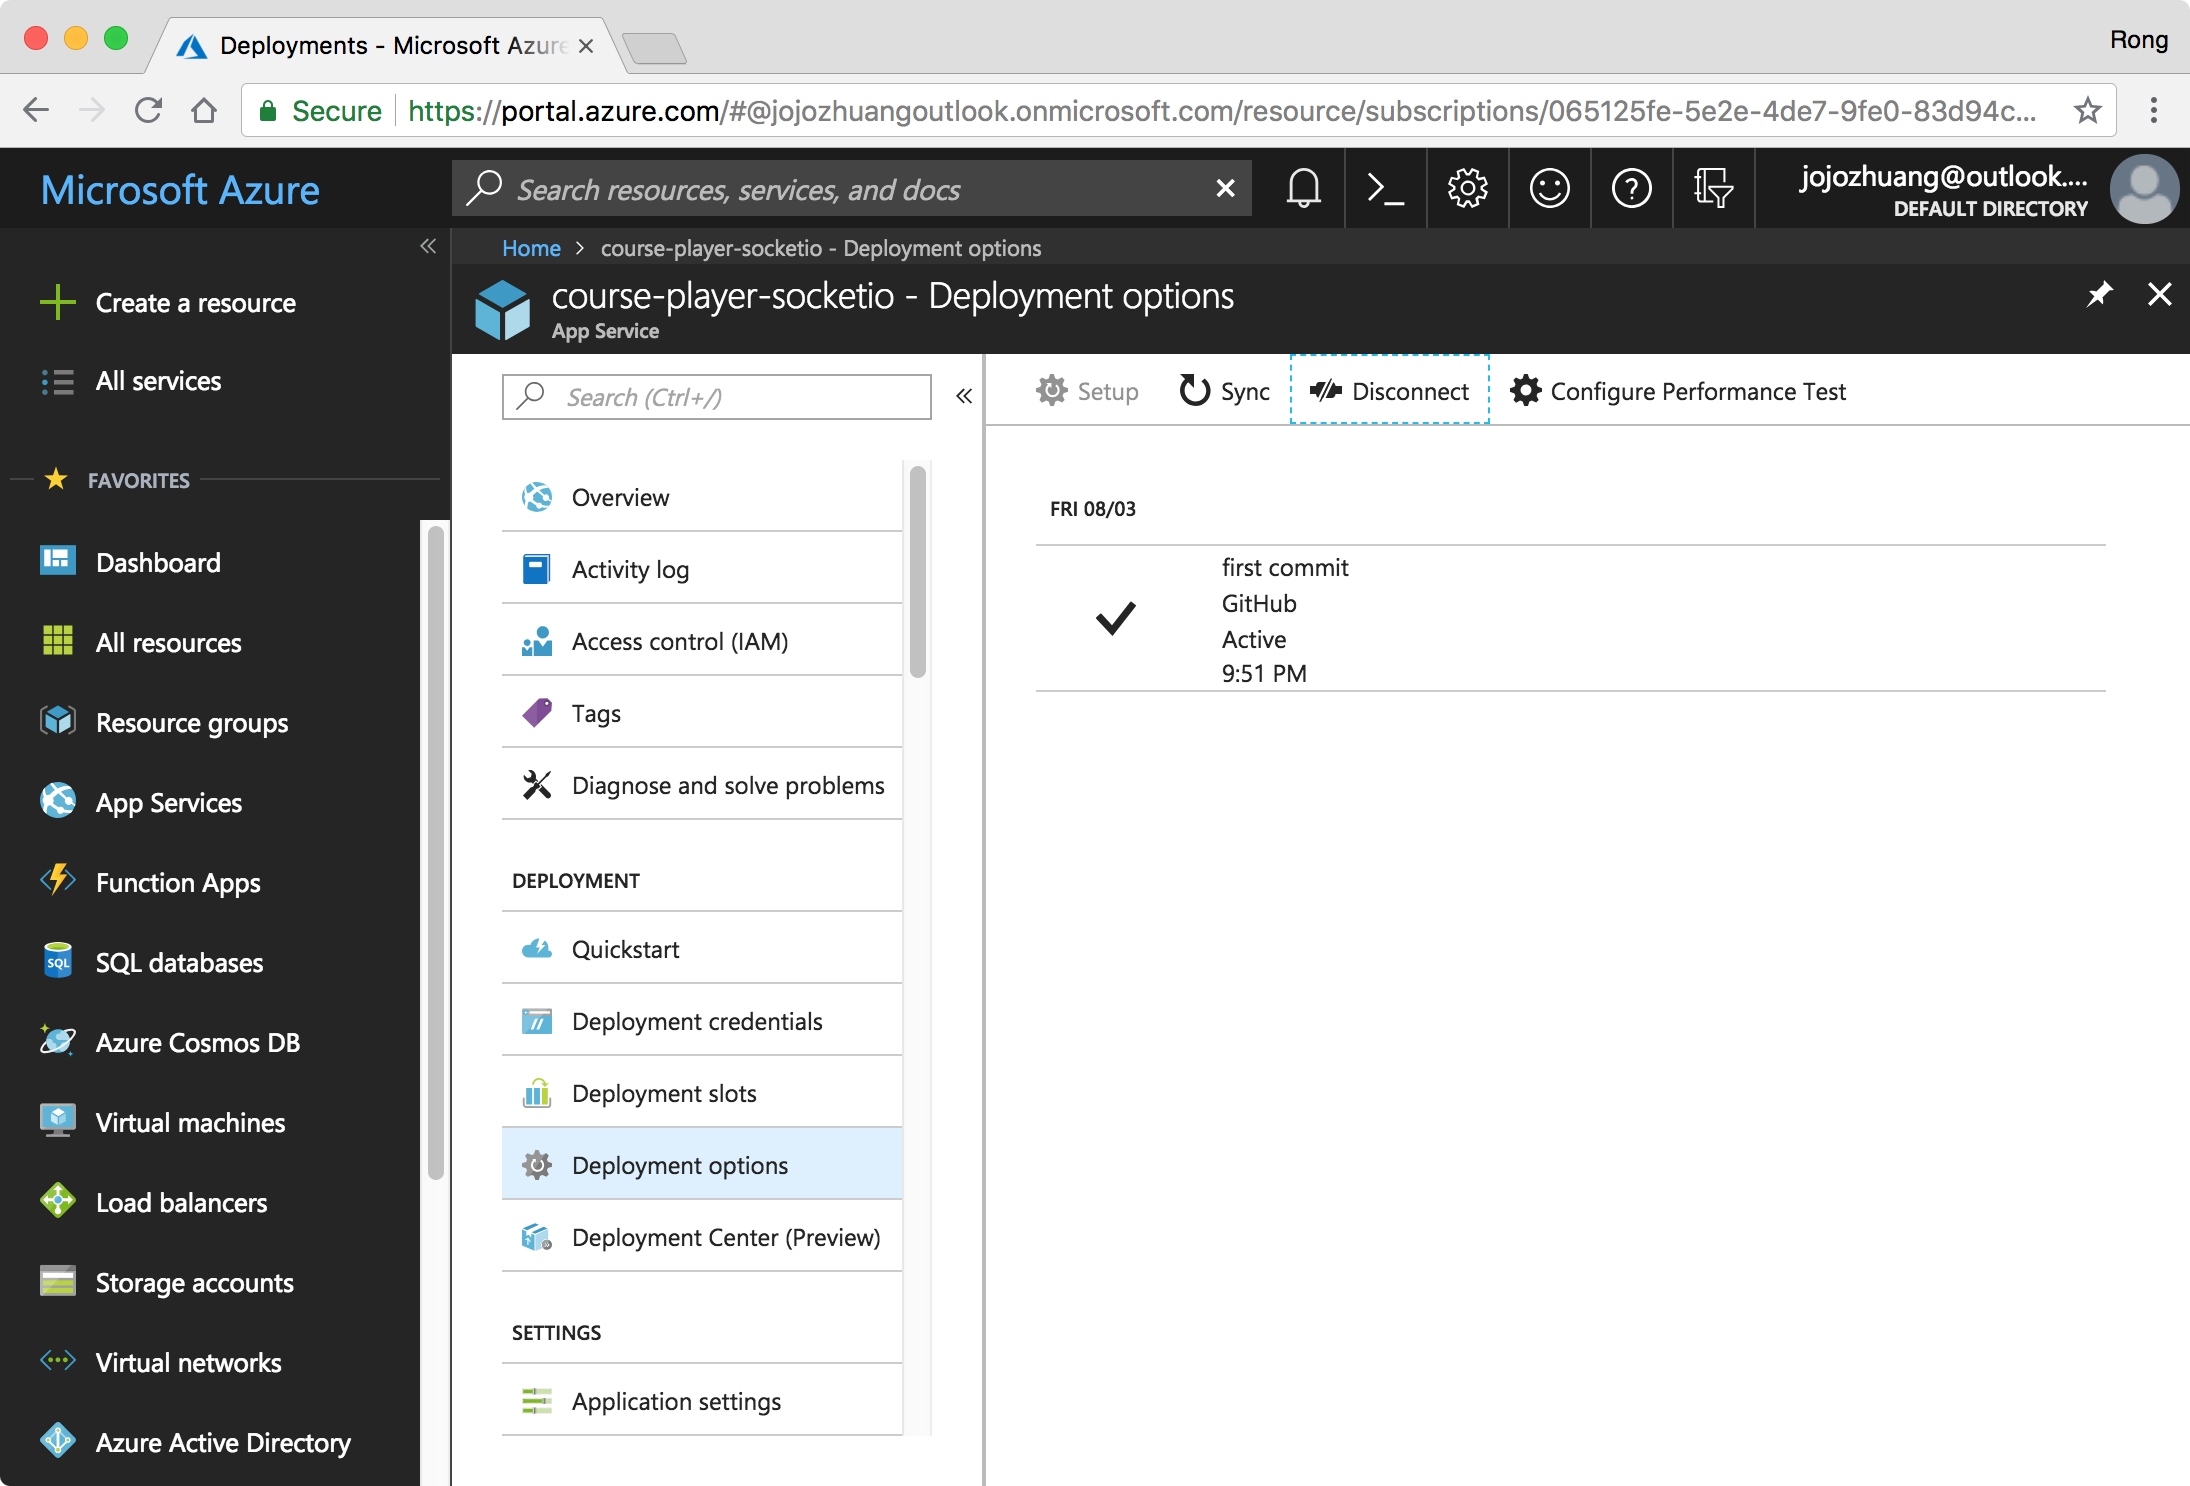 Deployments - Microsoft Azure
Rong
Secure
https://portal.azure.com/#@jojozhuangoutlook.onmicrosoft.com/resource/subscriptions/065125fe-5e2e-4de7-9fe0-83d94c...
Microsoft Azure
Search resources, services, and docs
jojozhuang@outlook....
DEFAULT DIRECTORY
Home > course-player-socketio - Deployment options
course-player-socketio - Deployment options
App Service
Create a resource
All services
FAVORITES
Dashboard
All resources
Resource groups
App Services
Function Apps
SQL
SQL databases
Azure Cosmos DB
Virtual machines
Load balancers
Storage accounts
Virtual networks
Azure Active Directory
Search (Ctrl+/)
Overview
Activity log
Access control (IAM)
Tags
Diagnose and solve problems
DEPLOYMENT
Quickstart
Deployment credentials
Deployment slots
Deployment options
Deployment Center (Preview)
SETTINGS
Application settings
Setup
Sync
Disconnect
Configure Performance Test
FRI 08/03
first commit
GitHub
Active
9:51 PM